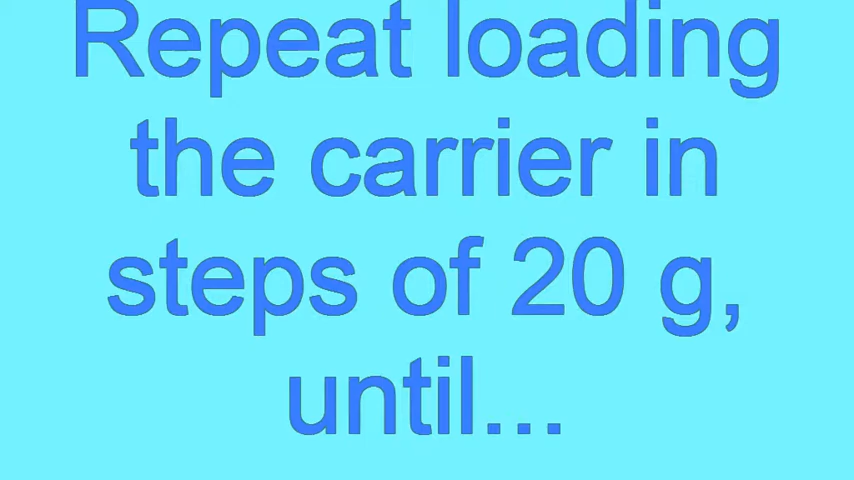 Repeat loading
the carrier in
steps of 20 g,
until...